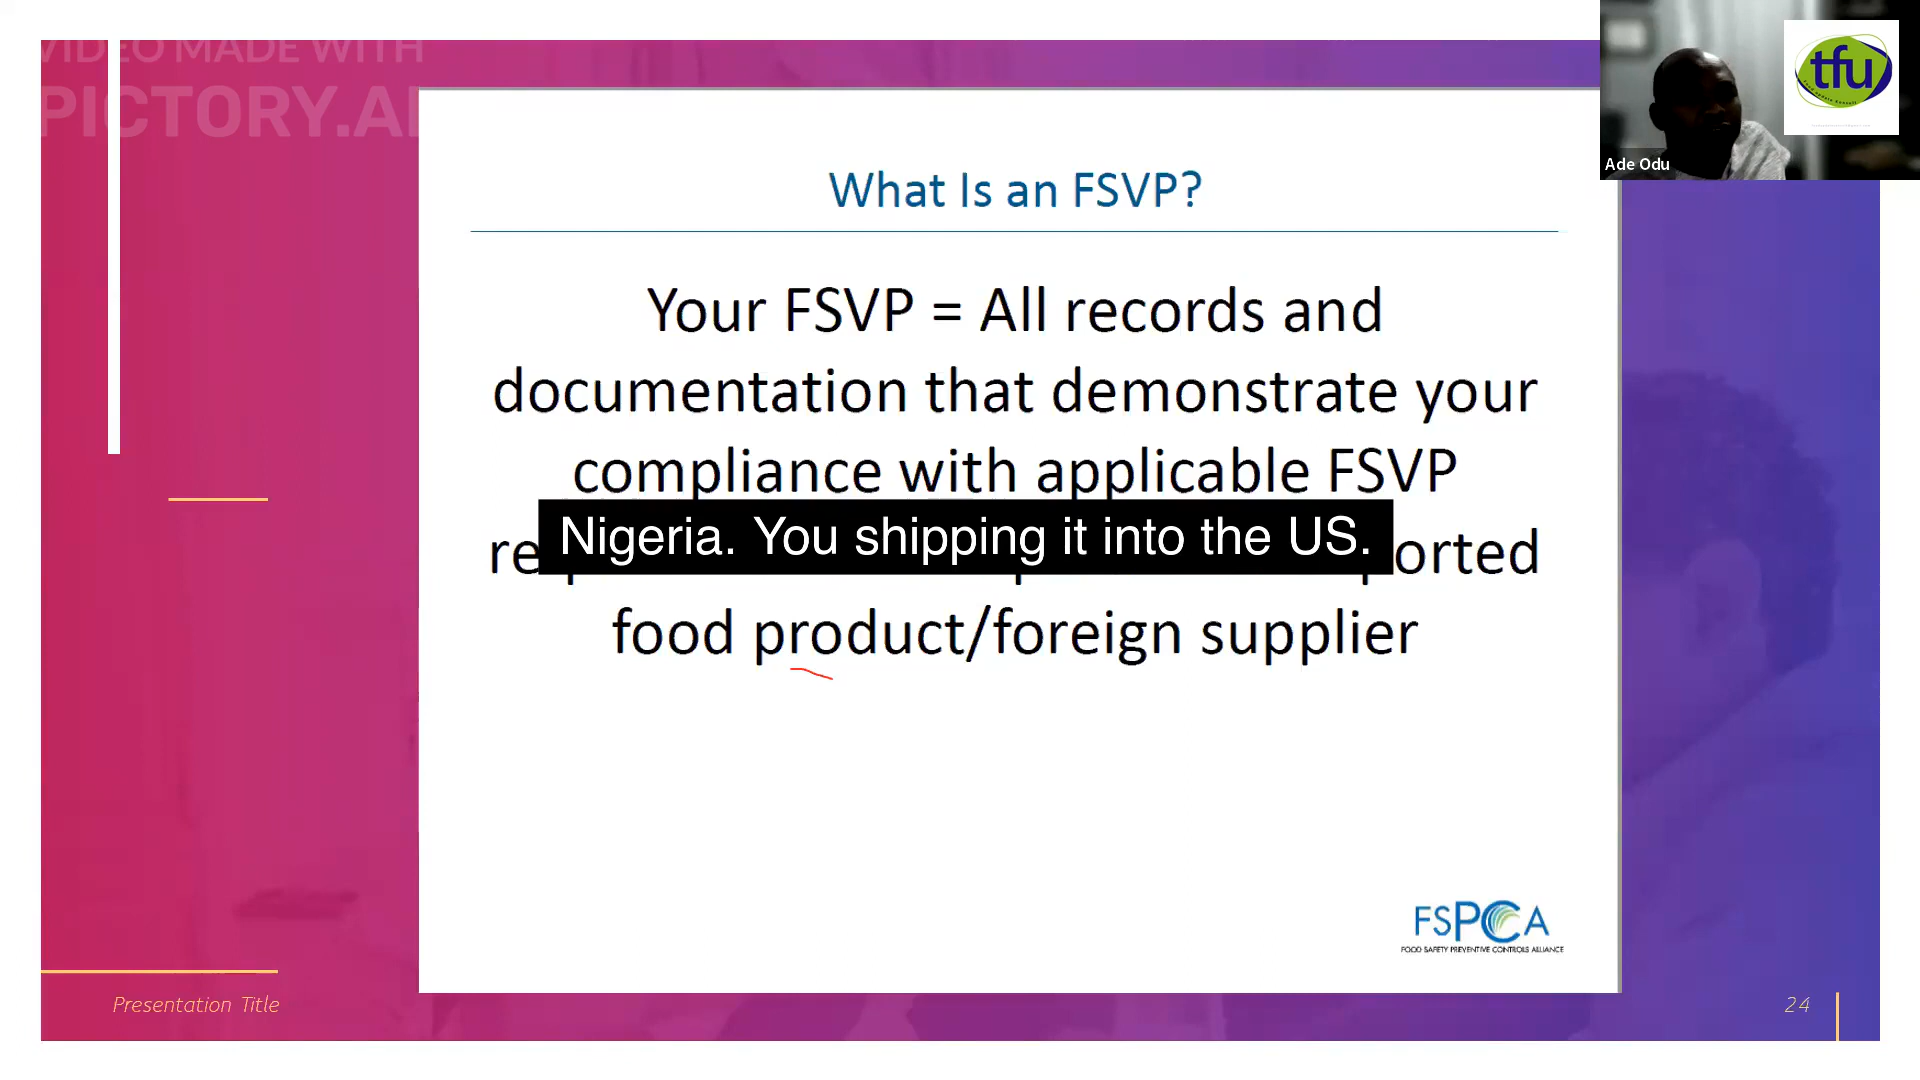 VIDEO MADE WITH
PICTORY.AI
tfu
Ade Odu
What Is an FSVP?
Your FSVP = All records and
documentation that demonstrate your
compliance with applicable FSVP
Nigeria. You shipping it into the US.
food product/foreign supplier
FSPCA
FOOD SAFETY PREVENTIVE CONTROLS ALLIANCE
Presentation Title
24